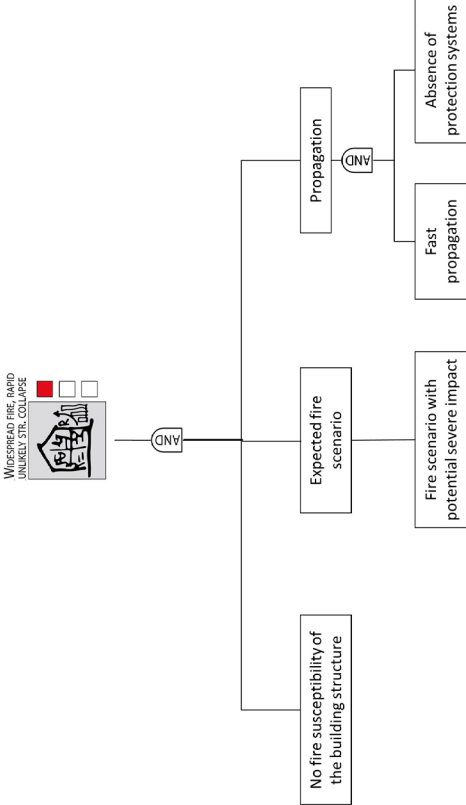 WIDESPREAD FIRE, RAPID
UNLIKELY STR. COLLAPSE
AND
No fire susceptibility of
the building structure
Expected fire
scenario
Propagation
AND
Fire scenario with
potential severe impact
Fast
propagation
Absence of
protection systems